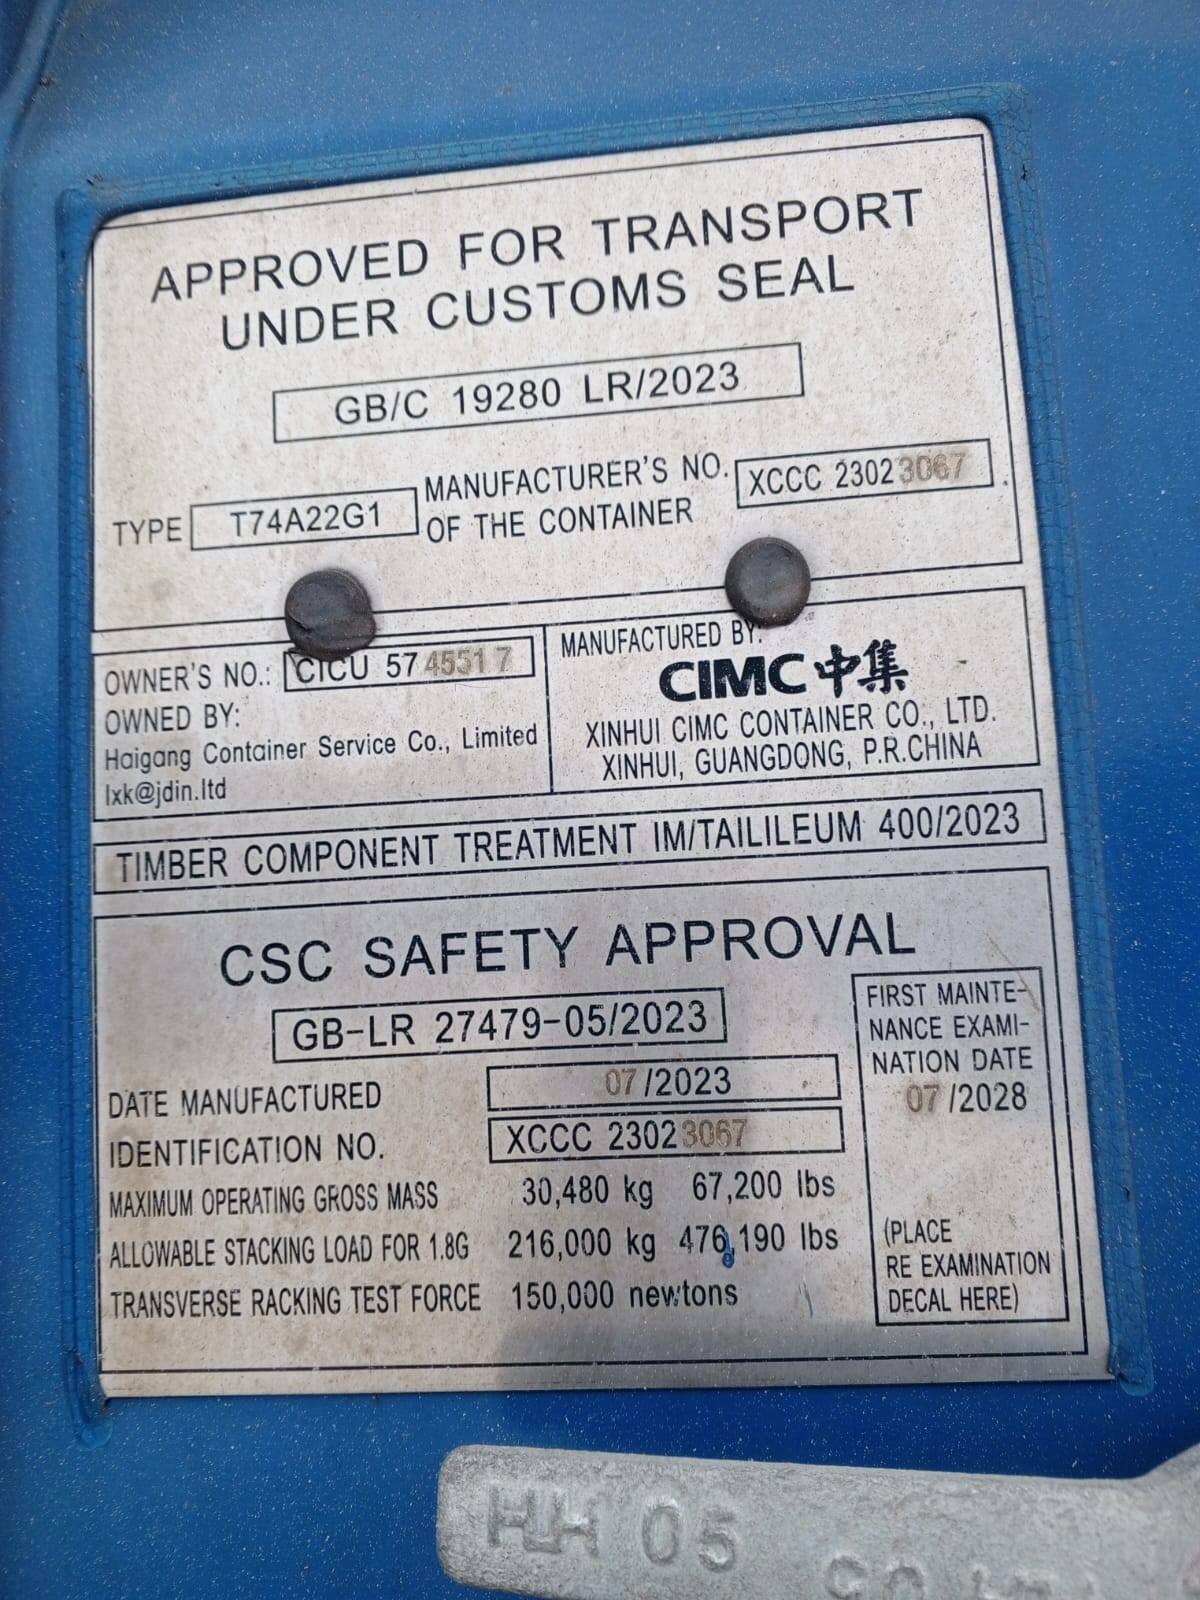 APPROVED FOR TRANSPORT
UNDER CUSTOMS SEAL
GB/C 19280 LR/2023
TYPE T74A22G1
MANUFACTURER'S NO.
OF THE CONTAINER
XCCC 23023067
OWNER'S NO.: CICU 57 45517
OWNED BY:
Haigang Container Service Co., Limited
lxk@jdin.ltd
MANUFACTURED BY:
CIMC中集
XINHUI CIMC CONTAINER CO., LTD.
XINHUI, GUANGDONG, P.R.CHINA
TIMBER COMPONENT TREATMENT IM/TAILILEUM 400/2023
CSC SAFETY APPROVAL
GB-LR 27479-05/2023
DATE MANUFACTURED 07/2023
IDENTIFICATION NO. XCCC 23023067
MAXIMUM OPERATING GROSS MASS 30,480 kg 67,200 lbs
ALLOWABLE STACKING LOAD FOR 1.8G 216,000 kg 476,190 lbs
TRANSVERSE RACKING TEST FORCE 150,000 newtons
FIRST MAINTE-
NANCE EXAMI-
NATION DATE
07/2028
(PLACE
RE EXAMINATION
DECAL HERE)
HH 05